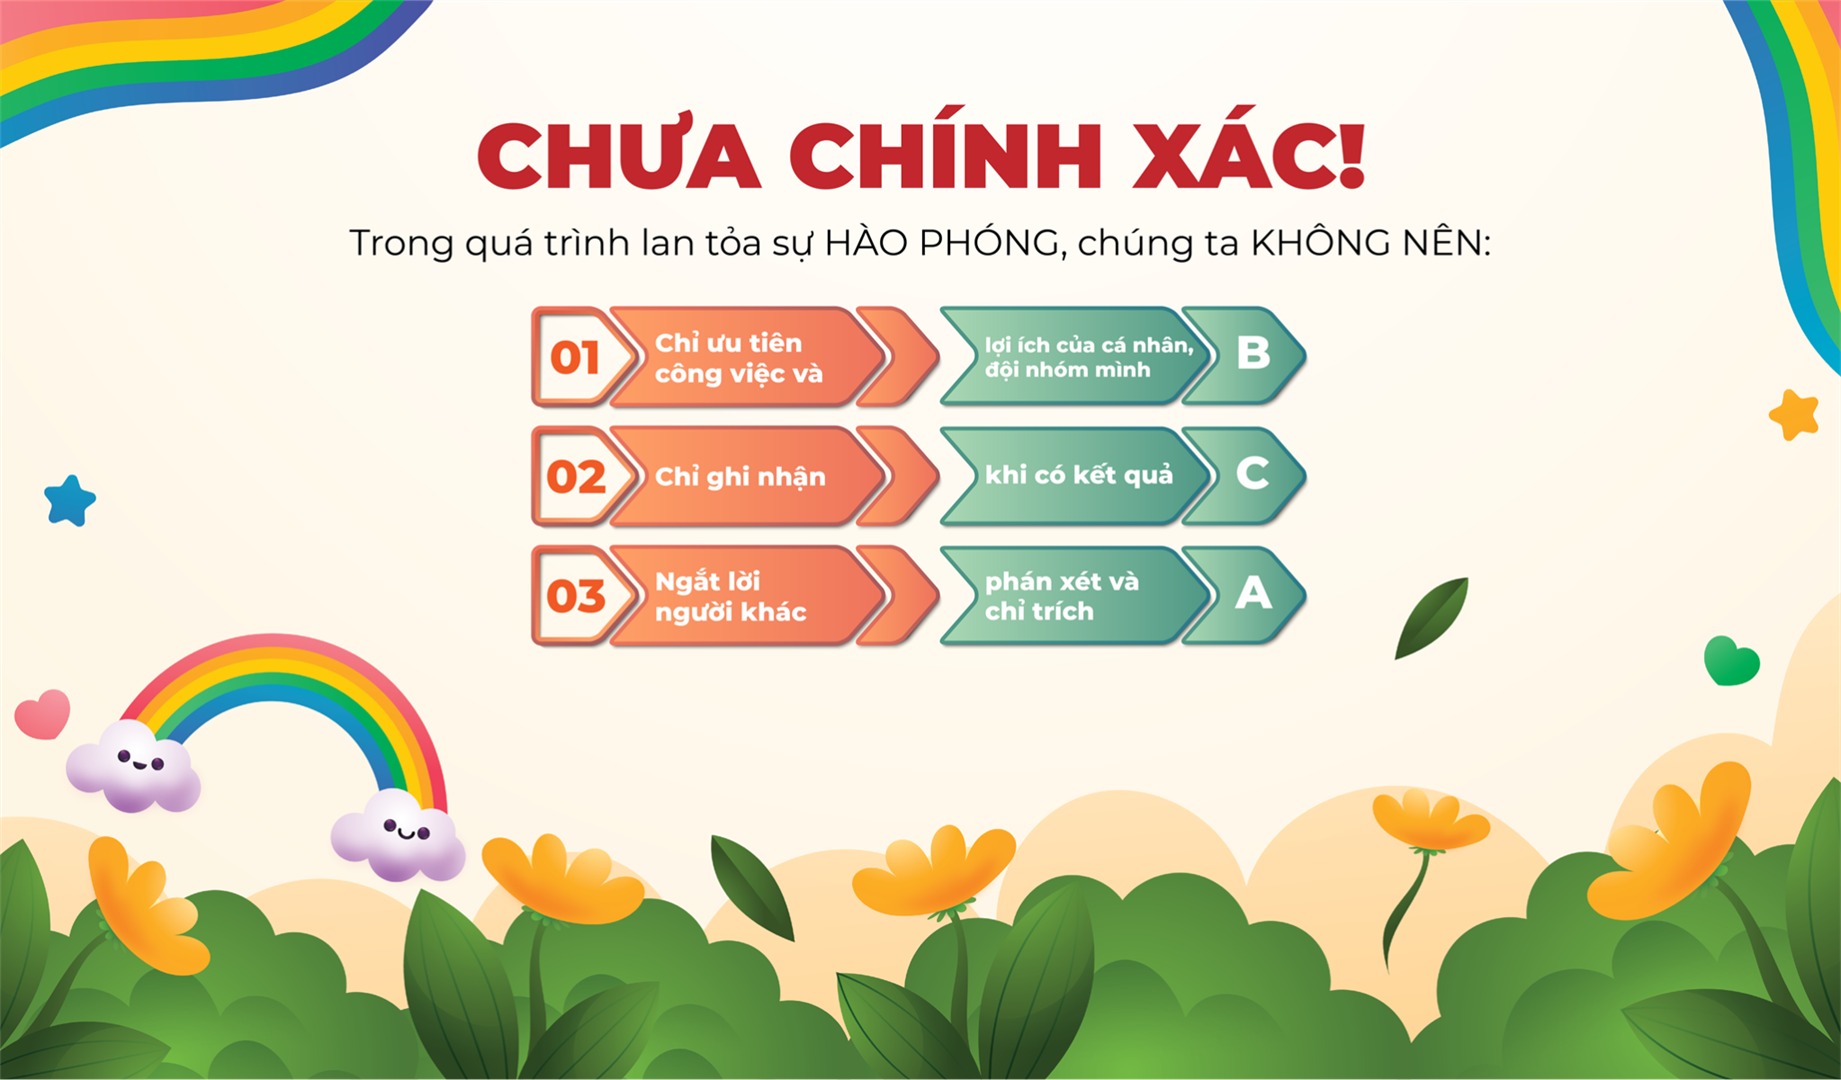 CHƯA CHÍNH XÁC!
Trong quá trình lan tỏa sự HÀO PHÓNG, chúng ta KHÔNG NÊN:
01
Chỉ ưu tiên
công việc và
lợi ích của cá nhân,
đội nhóm mình
B
02
Chỉ ghi nhận
khi có kết quả
C
03
Ngắt lời
người khác
phán xét và
chỉ trích
A